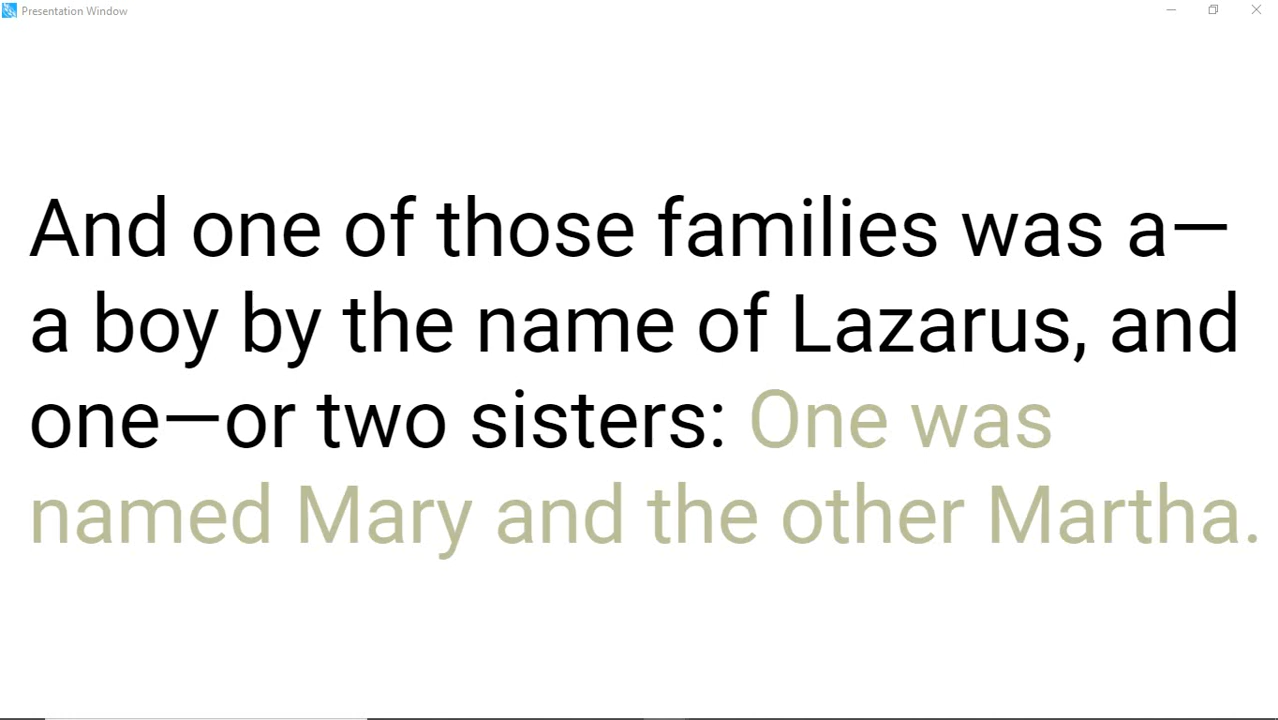 Presentation Window
And one of those families was a—
a boy by the name of Lazarus, and
one—or two sisters: One was
named Mary and the other Martha.